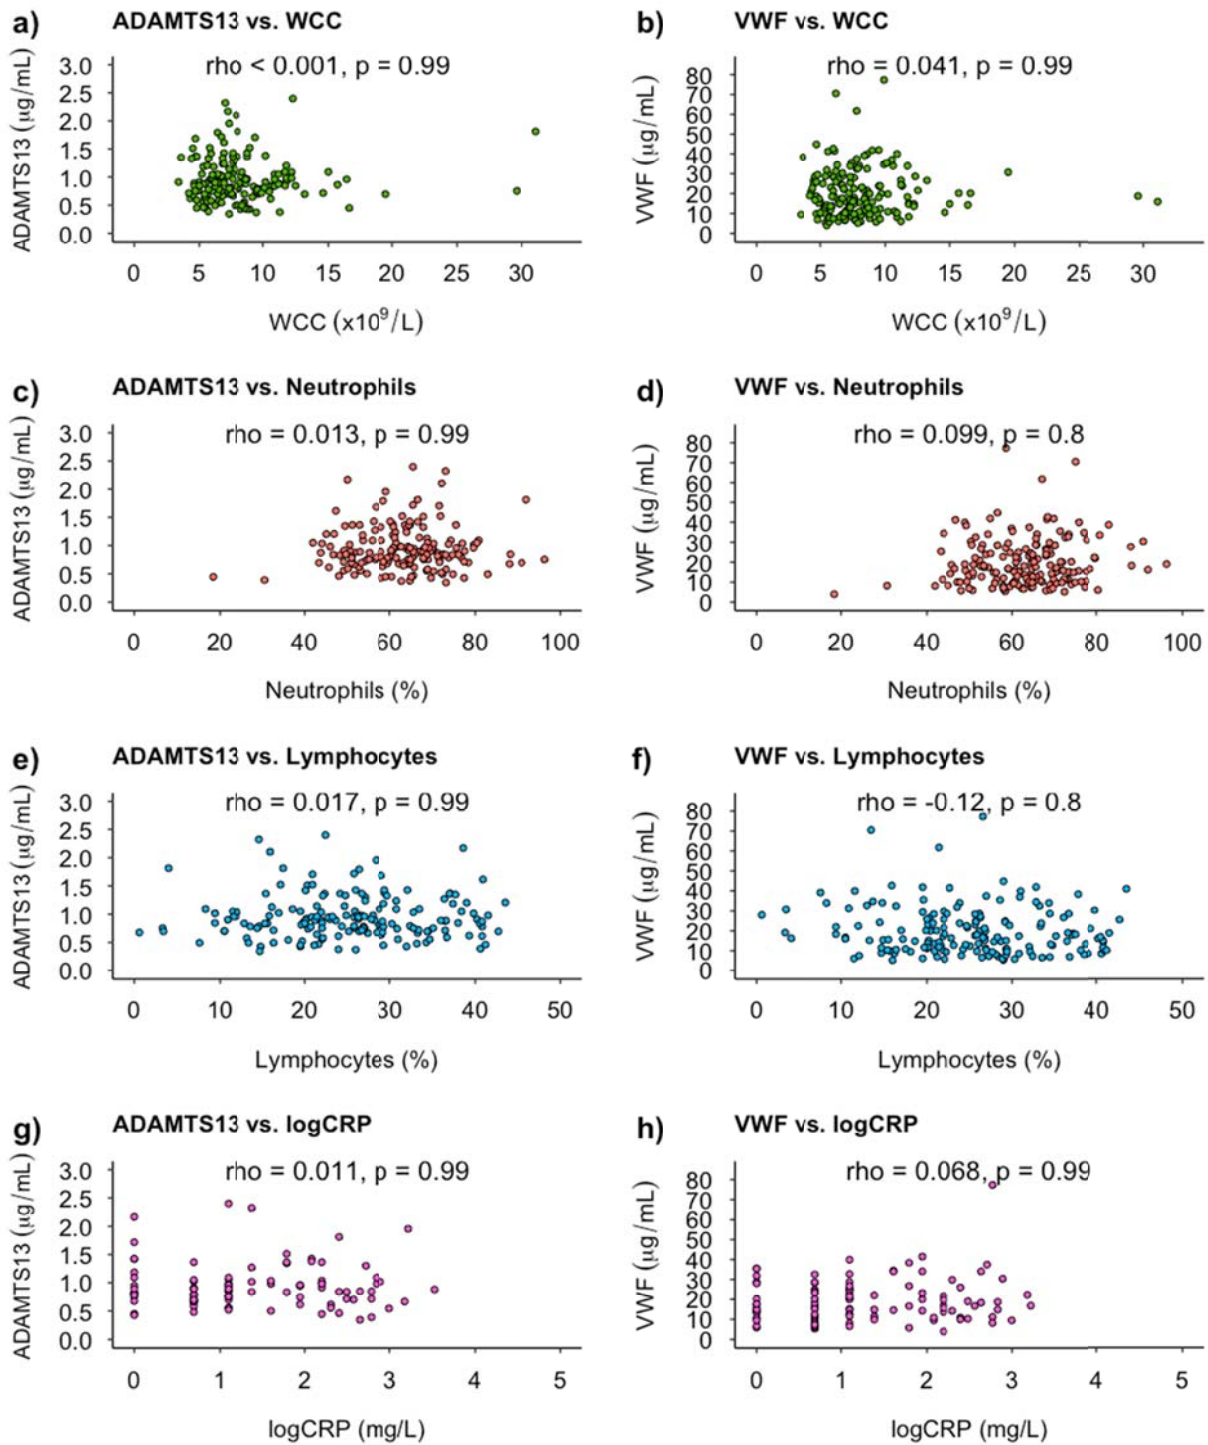 a) ADAMTS13 vs. WCC
rho < 0.001, p = 0.99
ADAMTS13 (µg/mL)
3.0
2.5
2.0
1.5
1.0
0.5
0.0
0 5 10 15 20 25 30
WCC (x10⁹/L)
b) VWF vs. WCC
rho = 0.041, p = 0.99
VWF (µg/mL)
80
70
60
50
40
30
20
10
0
0 5 10 15 20 25 30
WCC (x10⁹/L)
c) ADAMTS13 vs. Neutrophils
rho = 0.013, p = 0.99
ADAMTS13 (µg/mL)
3.0
2.5
2.0
1.5
1.0
0.5
0.0
0 20 40 60 80 100
Neutrophils (%)
d) VWF vs. Neutrophils
rho = 0.099, p = 0.8
VWF (µg/mL)
80
70
60
50
40
30
20
10
0
0 20 40 60 80 100
Neutrophils (%)
e) ADAMTS13 vs. Lymphocytes
rho = 0.017, p = 0.99
ADAMTS13 (µg/mL)
3.0
2.5
2.0
1.5
1.0
0.5
0.0
0 10 20 30 40 50
Lymphocytes (%)
f) VWF vs. Lymphocytes
rho = -0.12, p = 0.8
VWF (µg/mL)
80
70
60
50
40
30
20
10
0
0 10 20 30 40 50
Lymphocytes (%)
g) ADAMTS13 vs. logCRP
rho = 0.011, p = 0.99
ADAMTS13 (µg/mL)
3.0
2.5
2.0
1.5
1.0
0.5
0.0
0 1 2 3 4 5
logCRP (mg/L)
h) VWF vs. logCRP
rho = 0.068, p = 0.99
VWF (µg/mL)
80
70
60
50
40
30
20
10
0
0 1 2 3 4 5
logCRP (mg/L)